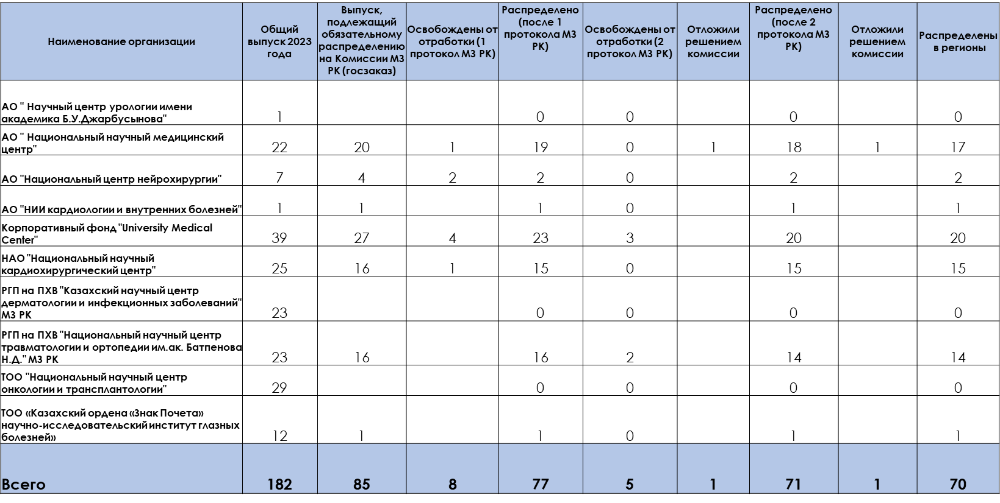 Наименование организации
Общий
выпуск 2023
года
Выпуск,
подлежащий
обязательному
распределению
на Комиссии МЗ
РК (госзаказ)
Освобождены от
отработки (1
протокол МЗ РК)
Распределено
(после 1
протокола МЗ
РК)
Освобождены от
отработки (2
протокол МЗ РК)
Отложили
решением
комиссии
Распределено
(после 2
протокола МЗ
РК)
Отложили
решением
комиссии
Распределены
в регионы
АО " Научный центр урологии имени
академика Б.У.Джарбусынова"
1 0 0 0 0
АО " Национальный научный медицинский
центр"
22 20 1 19 0 1 18 1 17
АО "Национальный центр нейрохирургии"
7 4 2 2 0 2 2
АО "НИИ кардиологии и внутренних болезней"
1 1 1 0 1 1
Корпоративный фонд "University Medical
Center"
39 27 4 23 3 20 20
НАО "Национальный научный
кардиохирургический центр"
25 16 1 15 0 15 15
РГП на ПХВ "Казахский научный центр
дерматологии и инфекционных заболеваний"
МЗ РК
23 0 0 0 0
РГП на ПХВ "Национальный научный центр
травматологии и ортопедии им.ак. Батпенова
Н.Д." МЗ РК
23 16 16 2 14 14
ТОО "Национальный научный центр
онкологии и трансплантологии"
29 0 0 0 0
ТОО «Казахский ордена «Знак Почета»
научно-исследовательский институт глазных
болезней»
12 1 1 0 1 1
Всего 182 85 8 77 5 1 71 1 70